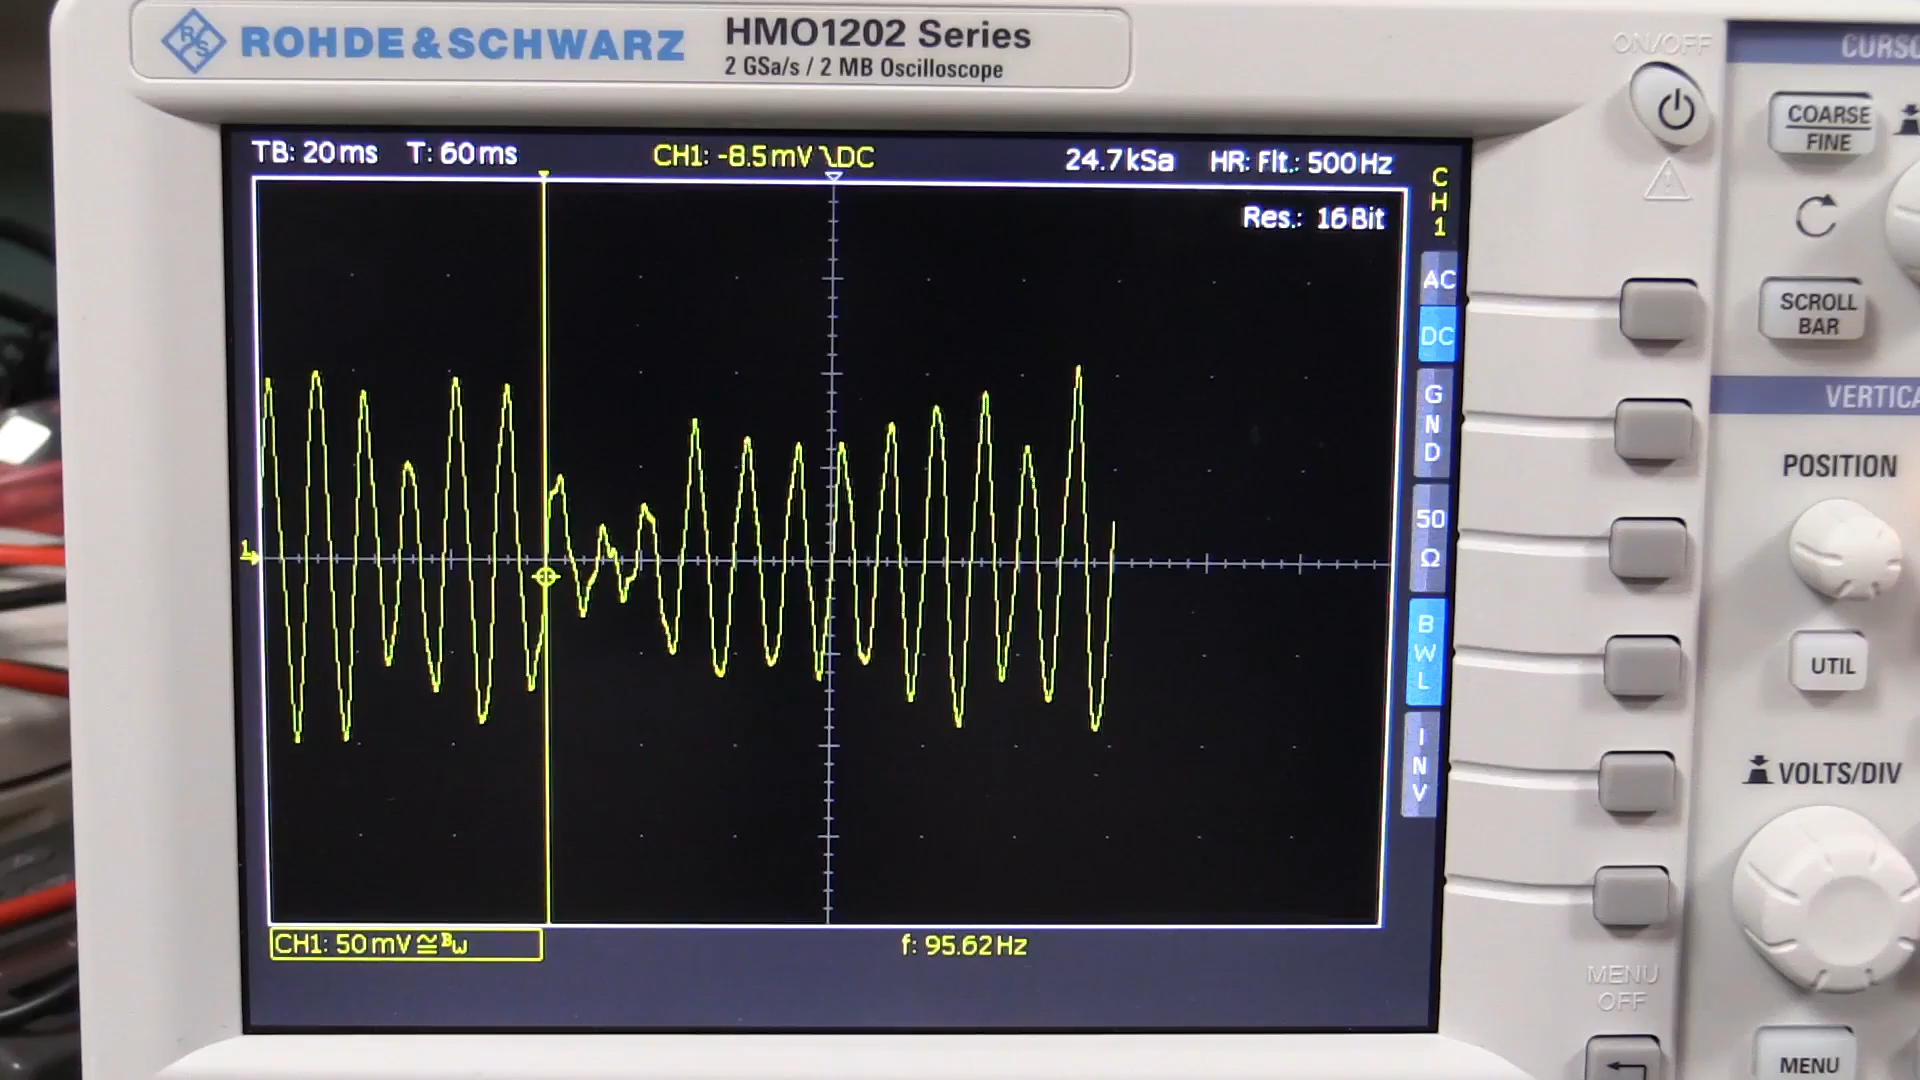 R&S ROHDE&SCHWARZ HMO1202 Series
2 GSa/s / 2 MB Oscilloscope
ON/OFF
TB: 20ms T: 60ms CH1: -8.5mV DC 24.7kSa HR: Flt.: 500Hz
Res.: 16Bit
CH1
AC
DC
GND
50Ω
BWL
INV
1
CH1: 50mV≅Bw
f: 95.62Hz
COARSE
FINE
SCROLL
BAR
POSITION
UTIL
VOLTS/DIV
MENU
OFF
MENU